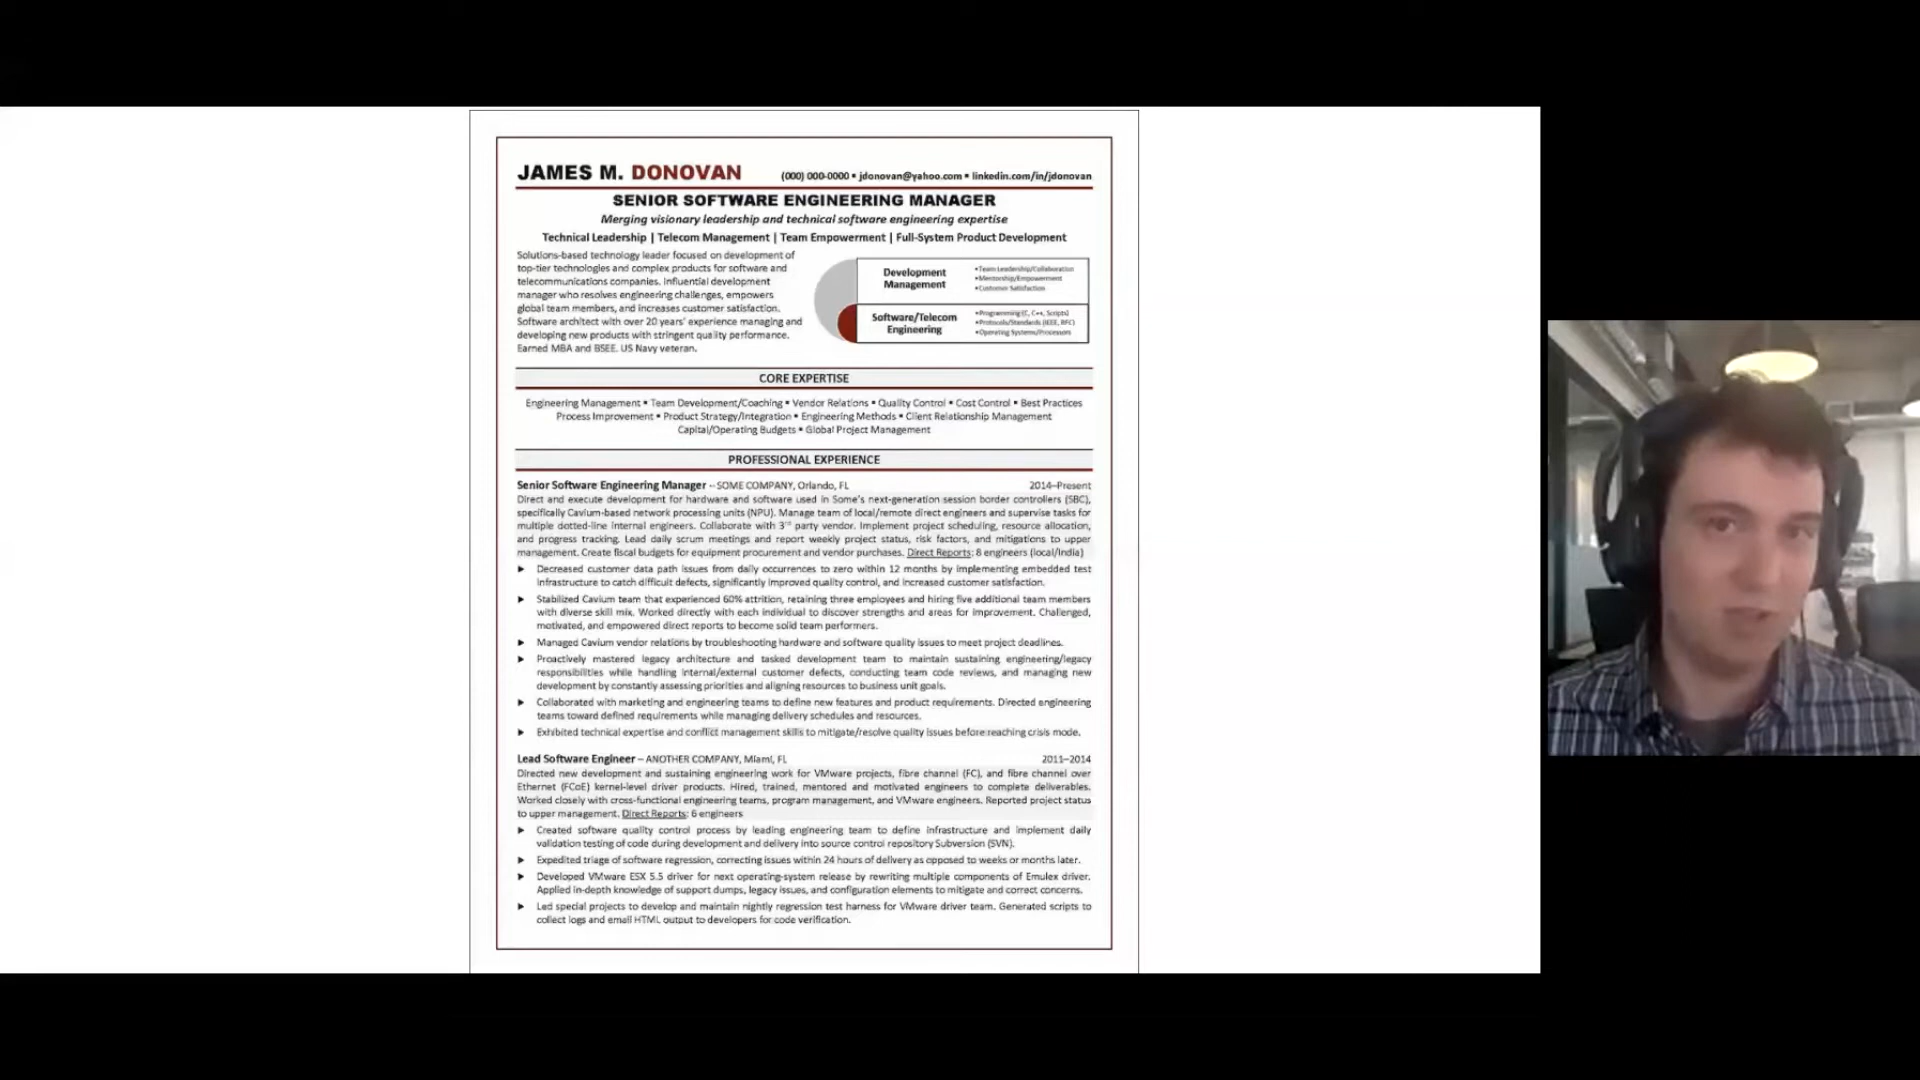 JAMES M. DONOVAN
(000) 000-0000 ▪ jdonovan@yahoo.com ▪ linkedin.com/in/jdonovan
SENIOR SOFTWARE ENGINEERING MANAGER
Merging visionary leadership and technical software engineering expertise
Technical Leadership | Telecom Management | Team Empowerment | Full-System Product Development
Solutions-based technology leader focused on development of
top-tier technologies and complex products for software and
telecommunications companies. Influential development
manager who resolves engineering challenges, empowers
global team members, and increases customer satisfaction.
Software architect with over 20 years' experience managing and
developing new products with stringent quality performance.
Earned MBA and BSEE. US Navy veteran.
Development
Management
▪Team Leadership/Collaboration
▪Mentorship/Empowerment
▪Customer Satisfaction
Software/Telecom
Engineering
▪Programming (C, C++, Scripts)
▪Protocols/Standards (IEEE, RFC)
▪Operating Systems/Processors
CORE EXPERTISE
Engineering Management ▪ Team Development/Coaching ▪ Vendor Relations ▪ Quality Control ▪ Cost Control ▪ Best Practices
Process Improvement ▪ Product Strategy/Integration ▪ Engineering Methods ▪ Client Relationship Management
Capital/Operating Budgets ▪ Global Project Management
PROFESSIONAL EXPERIENCE
Senior Software Engineering Manager – SOME COMPANY, Orlando, FL 2014–Present
Direct and execute development for hardware and software used in Some's next-generation session border controllers (SBC),
specifically Cavium-based network processing units (NPU). Manage team of local/remote direct engineers and supervise tasks for
multiple dotted-line internal engineers. Collaborate with 3rd party vendor. Implement project scheduling, resource allocation,
and progress tracking. Lead daily scrum meetings and report weekly project status, risk factors, and mitigations to upper
management. Create fiscal budgets for equipment procurement and vendor purchases. Direct Reports: 8 engineers (local/India)
► Decreased customer data path issues from daily occurrences to zero within 12 months by implementing embedded test
infrastructure to catch difficult defects, significantly improved quality control, and increased customer satisfaction.
► Stabilized Cavium team that experienced 60% attrition, retaining three employees and hiring five additional team members
with diverse skill mix. Worked directly with each individual to discover strengths and areas for improvement. Challenged,
motivated, and empowered direct reports to become solid team performers.
► Managed Cavium vendor relations by troubleshooting hardware and software quality issues to meet project deadlines.
► Proactively mastered legacy architecture and tasked development team to maintain sustaining engineering/legacy
responsibilities while handling internal/external customer defects, conducting team code reviews, and managing new
development by constantly assessing priorities and aligning resources to business unit goals.
► Collaborated with marketing and engineering teams to define new features and product requirements. Directed engineering
teams toward defined requirements while managing delivery schedules and resources.
► Exhibited technical expertise and conflict management skills to mitigate/resolve quality issues before reaching crisis mode.
Lead Software Engineer – ANOTHER COMPANY, Miami, FL 2011–2014
Directed new development and sustaining engineering work for VMware projects, fibre channel (FC), and fibre channel over
Ethernet (FCoE) kernel-level driver products. Hired, trained, mentored and motivated engineers to complete deliverables.
Worked closely with cross-functional engineering teams, program management, and VMware engineers. Reported project status
to upper management. Direct Reports: 6 engineers
► Created software quality control process by leading engineering team to define infrastructure and implement daily
validation testing of code during development and delivery into source control repository Subversion (SVN).
► Expedited triage of software regression, correcting issues within 24 hours of delivery as opposed to weeks or months later.
► Developed VMware ESX 5.5 driver for next operating-system release by rewriting multiple components of Emulex driver.
Applied in-depth knowledge of support dumps, legacy issues, and configuration elements to mitigate and correct concerns.
► Led special projects to develop and maintain nightly regression test harness for VMware driver team. Generated scripts to
collect logs and email HTML output to developers for code verification.